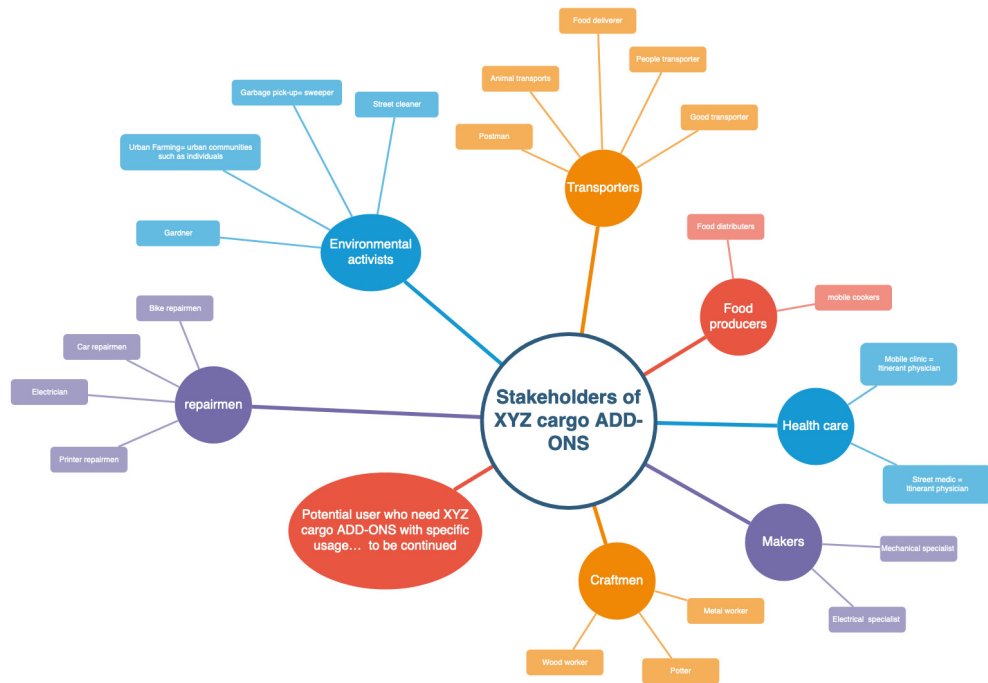 Food deliverer
People transporter
Animal transports
Good transporter
Postman
Transporters
Garbage pick-up= sweeper
Street cleaner
Urban Farming= urban communities
such as individuals
Gardner
Environmental
activists
Food distributers
mobile cookers
Food
producers
Bike repairmen
Car repairmen
Electrician
Printer repairmen
repairmen
Stakeholders of
XYZ cargo ADD-
ONS
Mobile clinic =
Itinerant physician
Health care
Street medic =
Itinerant physician
Potential user who need XYZ
cargo ADD-ONS with specific
usage... to be continued
Makers
Mechanical specialist
Electrical  specialist
Craftmen
Metal worker
Wood worker
Potter